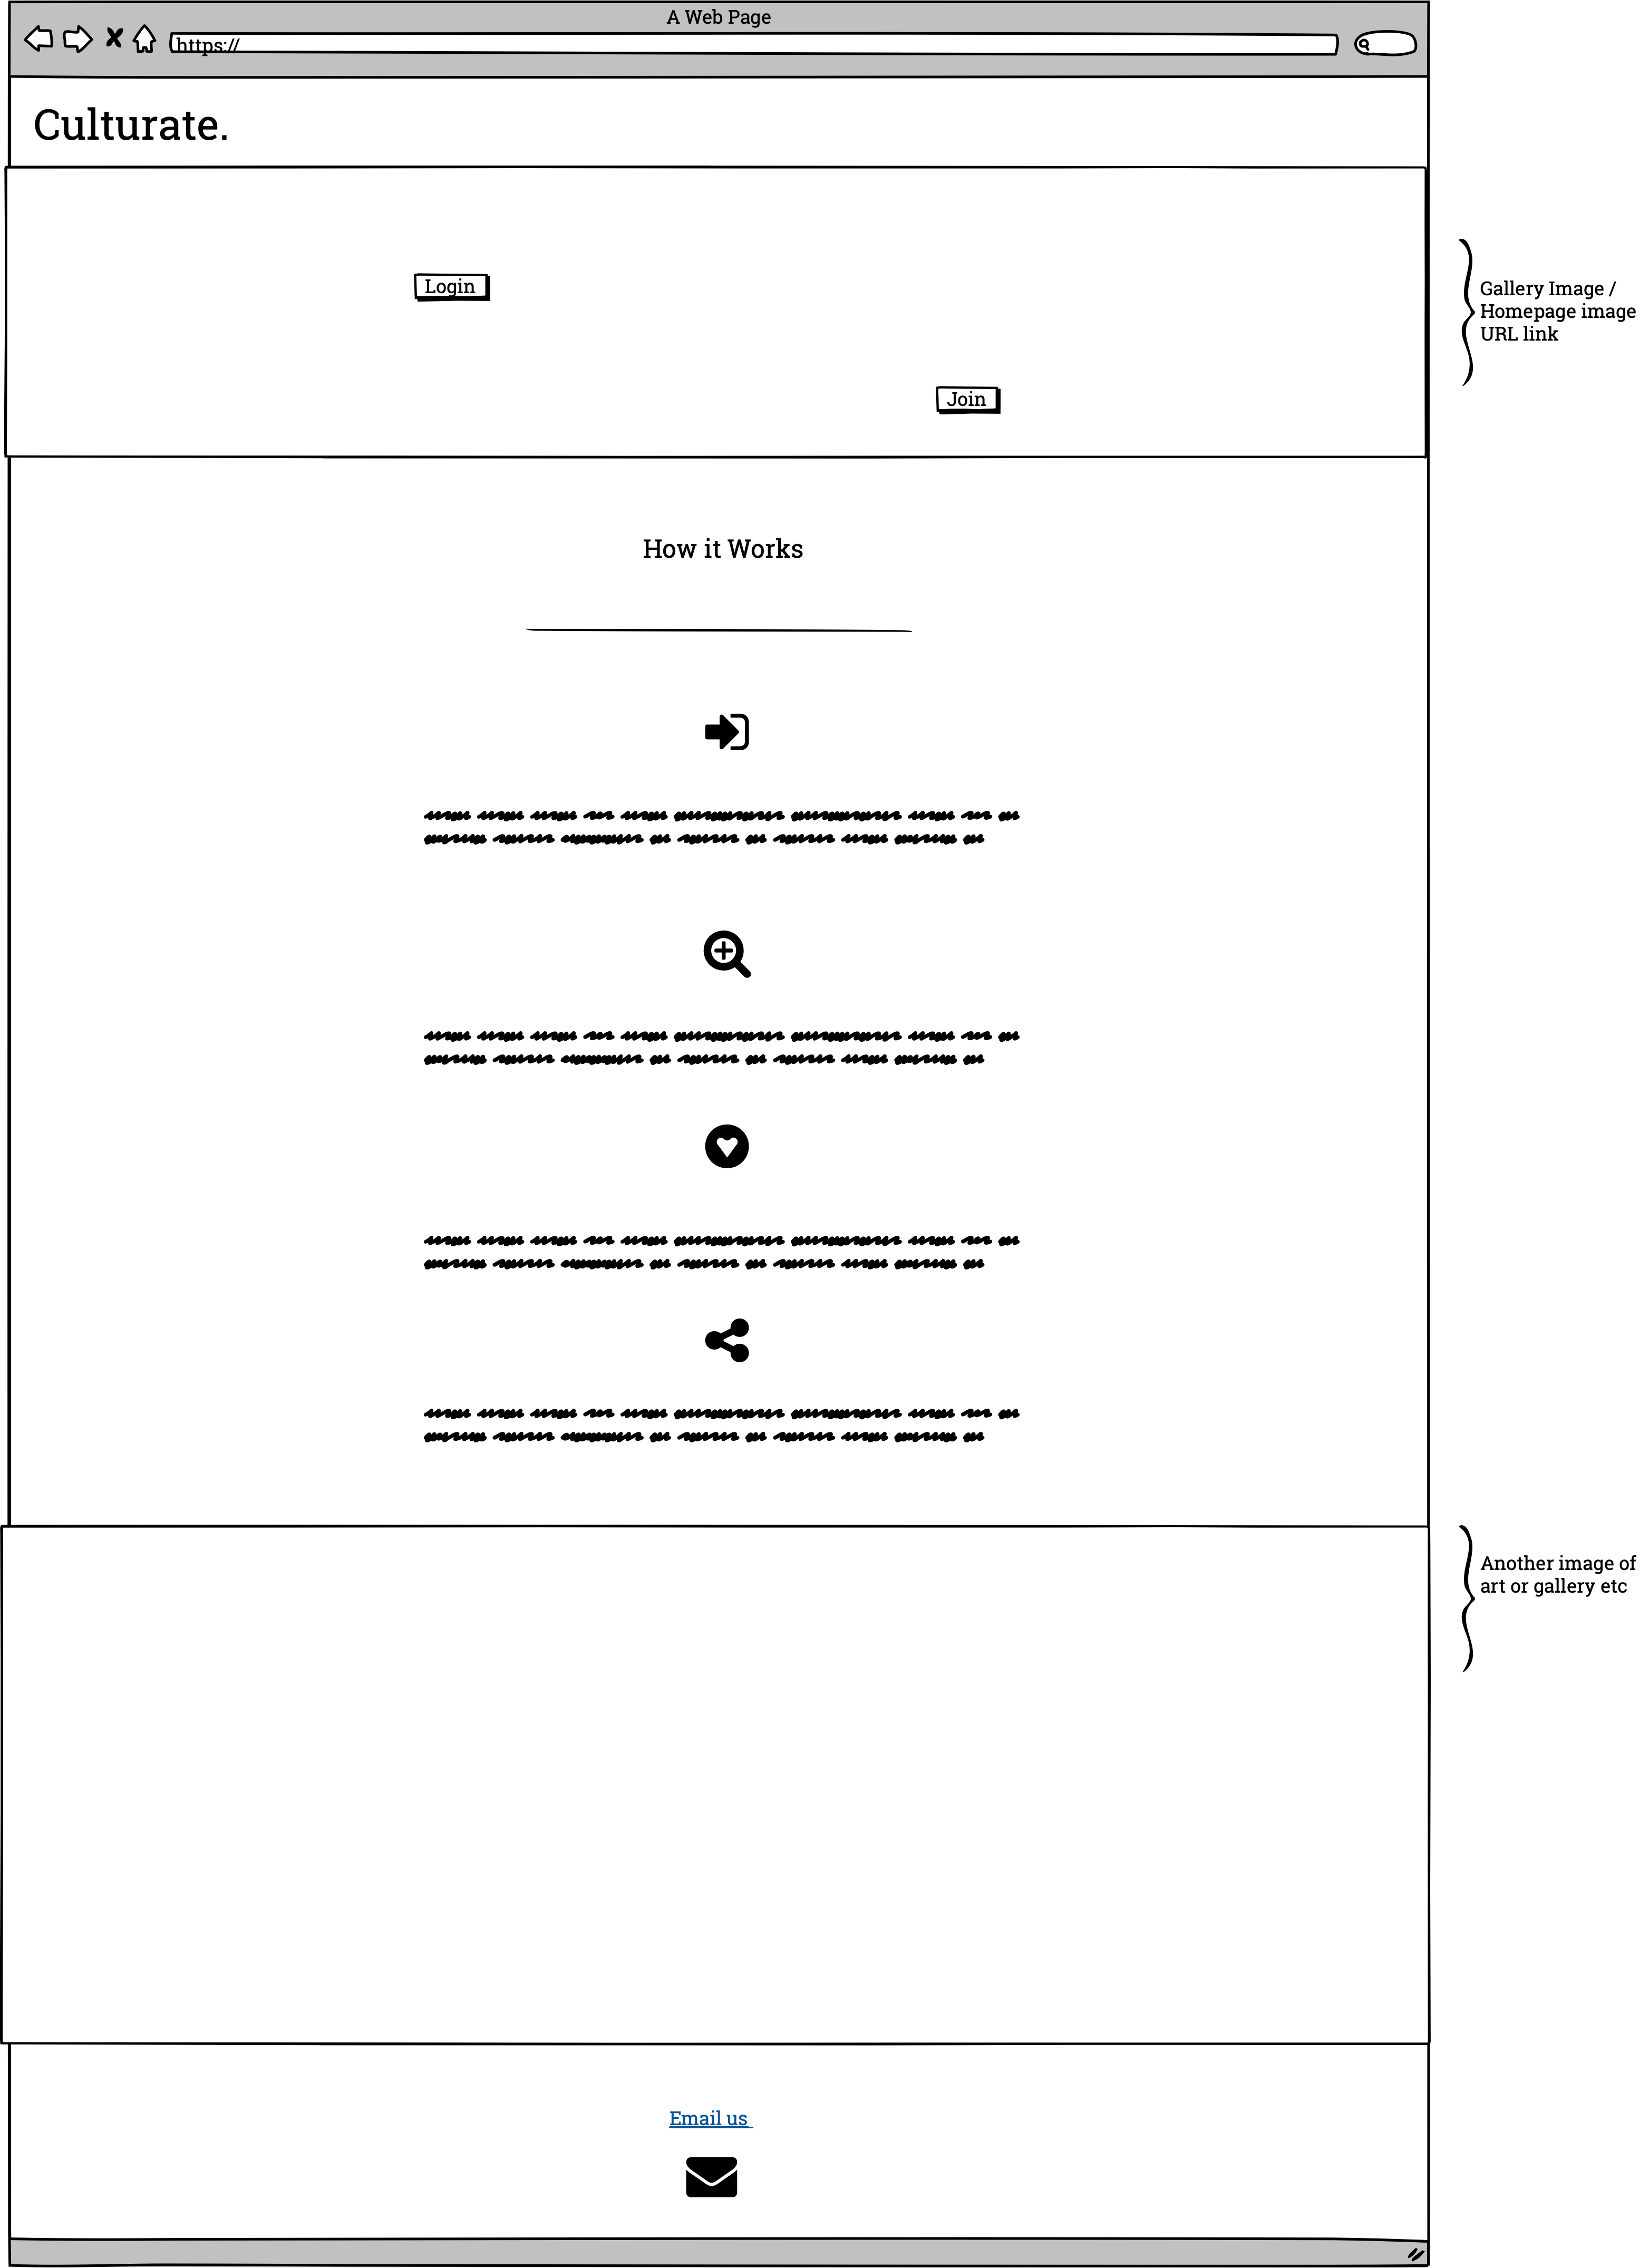 A Web Page
https://
Culturate.
Login
Gallery Image /
Homepage image
URL link
Join
How it Works
Another image of
art or gallery etc
Email us